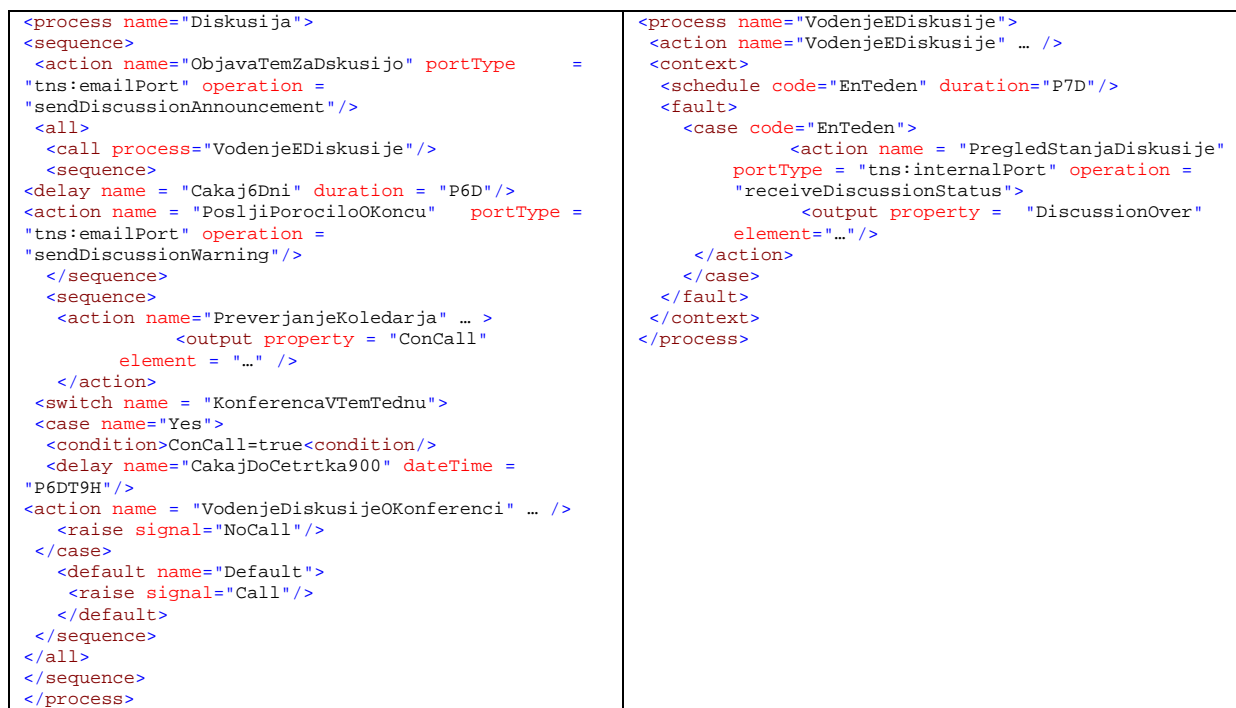 <process name="Diskusija">
<sequence>
<action name="ObjavaTemZaDskusijo" portType =
"tns:emailPort" operation =
"sendDiscussionAnnouncement"/>
<all>
<call process="VodenjeEDiskusije"/>
<sequence>
<delay name = "Cakaj6Dni" duration = "P6D"/>
<action name = "PosljiPorociloOKoncu" portType =
"tns:emailPort" operation =
"sendDiscussionWarning"/>
</sequence>
<sequence>
<action name="PreverjanjeKoledarja" … >
<output property = "ConCall"
element = "…" />
</action>
<switch name = "KonferencaVTemTednu">
<case name="Yes">
<condition>ConCall=true<condition/>
<delay name="CakajDoCetrtka900" dateTime =
"P6DT9H"/>
<action name = "VodenjeDiskusijeOKonferenci" … />
<raise signal="NoCall"/>
</case>
<default name="Default">
<raise signal="Call"/>
</default>
</sequence>
</all>
</sequence>
</process>
<process name="VodenjeEDiskusije">
<action name="VodenjeEDiskusije" … />
<context>
<schedule code="EnTeden" duration="P7D"/>
<fault>
<case code="EnTeden">
<action name = "PregledStanjaDiskusije"
portType = "tns:internalPort" operation =
"receiveDiscussionStatus">
<output property = "DiscussionOver"
element="…"/>
</action>
</case>
</fault>
</context>
</process>